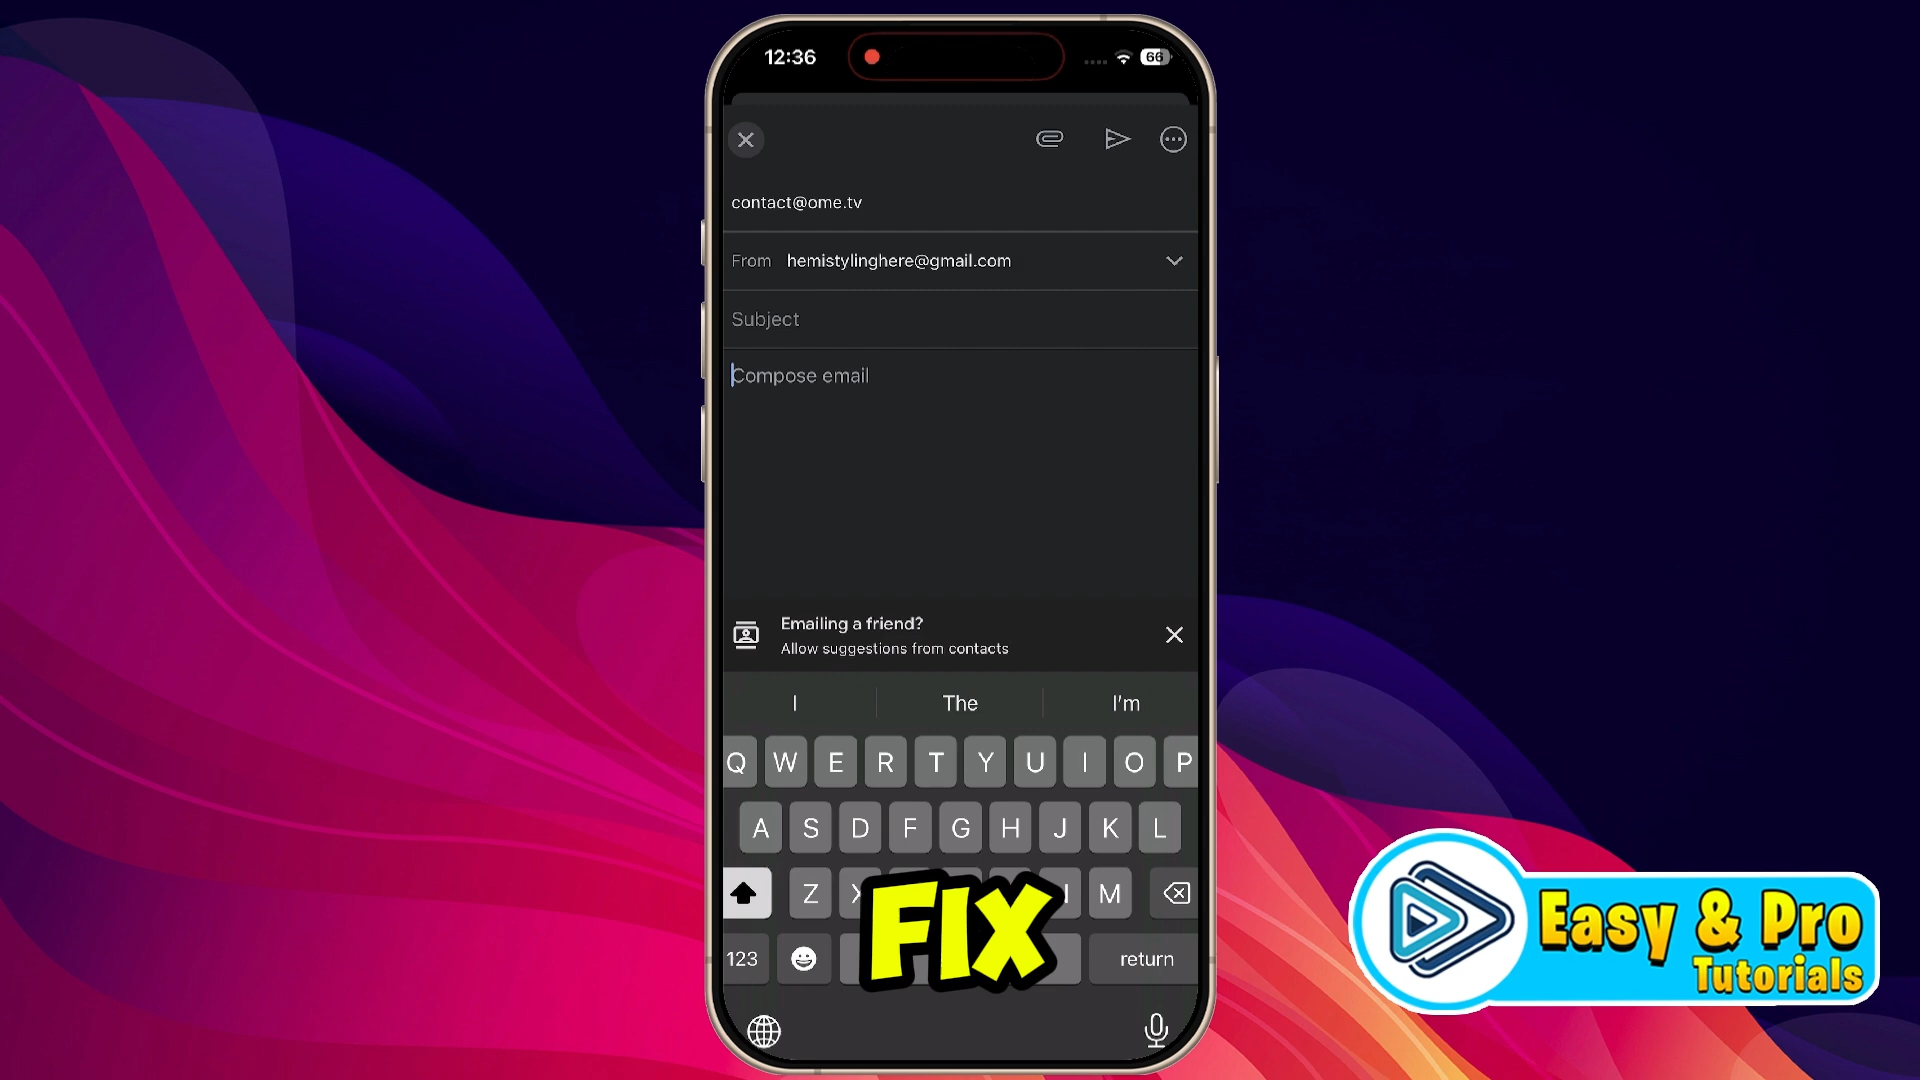 12:36
66
contact@ome.tv
From hemistylinghere@gmail.com
Subject
Compose email
Emailing a friend?
Allow suggestions from contacts
I The I'm
Q W E R T Y U I O P
A S D F G H J K L
Z X M
FIX
123 return
Easy & Pro
Tutorials